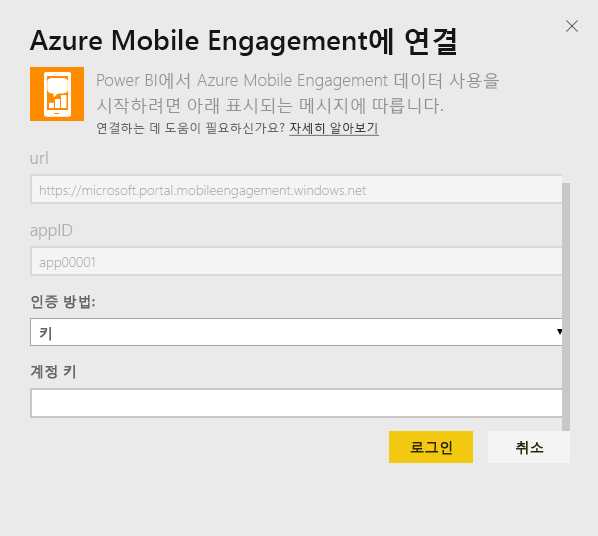 Azure Mobile Engagement에 연결
Power BI에서 Azure Mobile Engagement 데이터 사용을
시작하려면 아래 표시되는 메시지에 따릅니다.
연결하는 데 도움이 필요하신가요? 자세히 알아보기
url
https://microsoft.portal.mobileengagement.windows.net
appID
app00001
인증 방법:
키
계정 키
로그인 취소